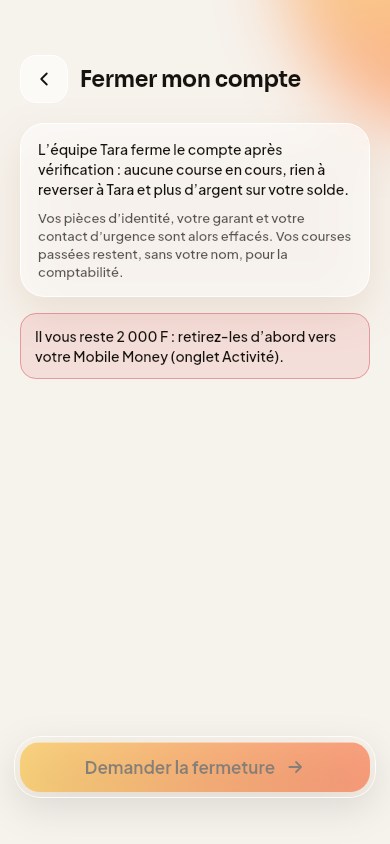 Fermer mon compte
L’équipe Tara ferme le compte après
vérification : aucune course en cours, rien à
reverser à Tara et plus d’argent sur votre solde.
Vos pièces d’identité, votre garant et votre
contact d’urgence sont alors effacés. Vos courses
passées restent, sans votre nom, pour la
comptabilité.
Il vous reste 2 000 F : retirez-les d’abord vers
votre Mobile Money (onglet Activité).
Demander la fermeture →